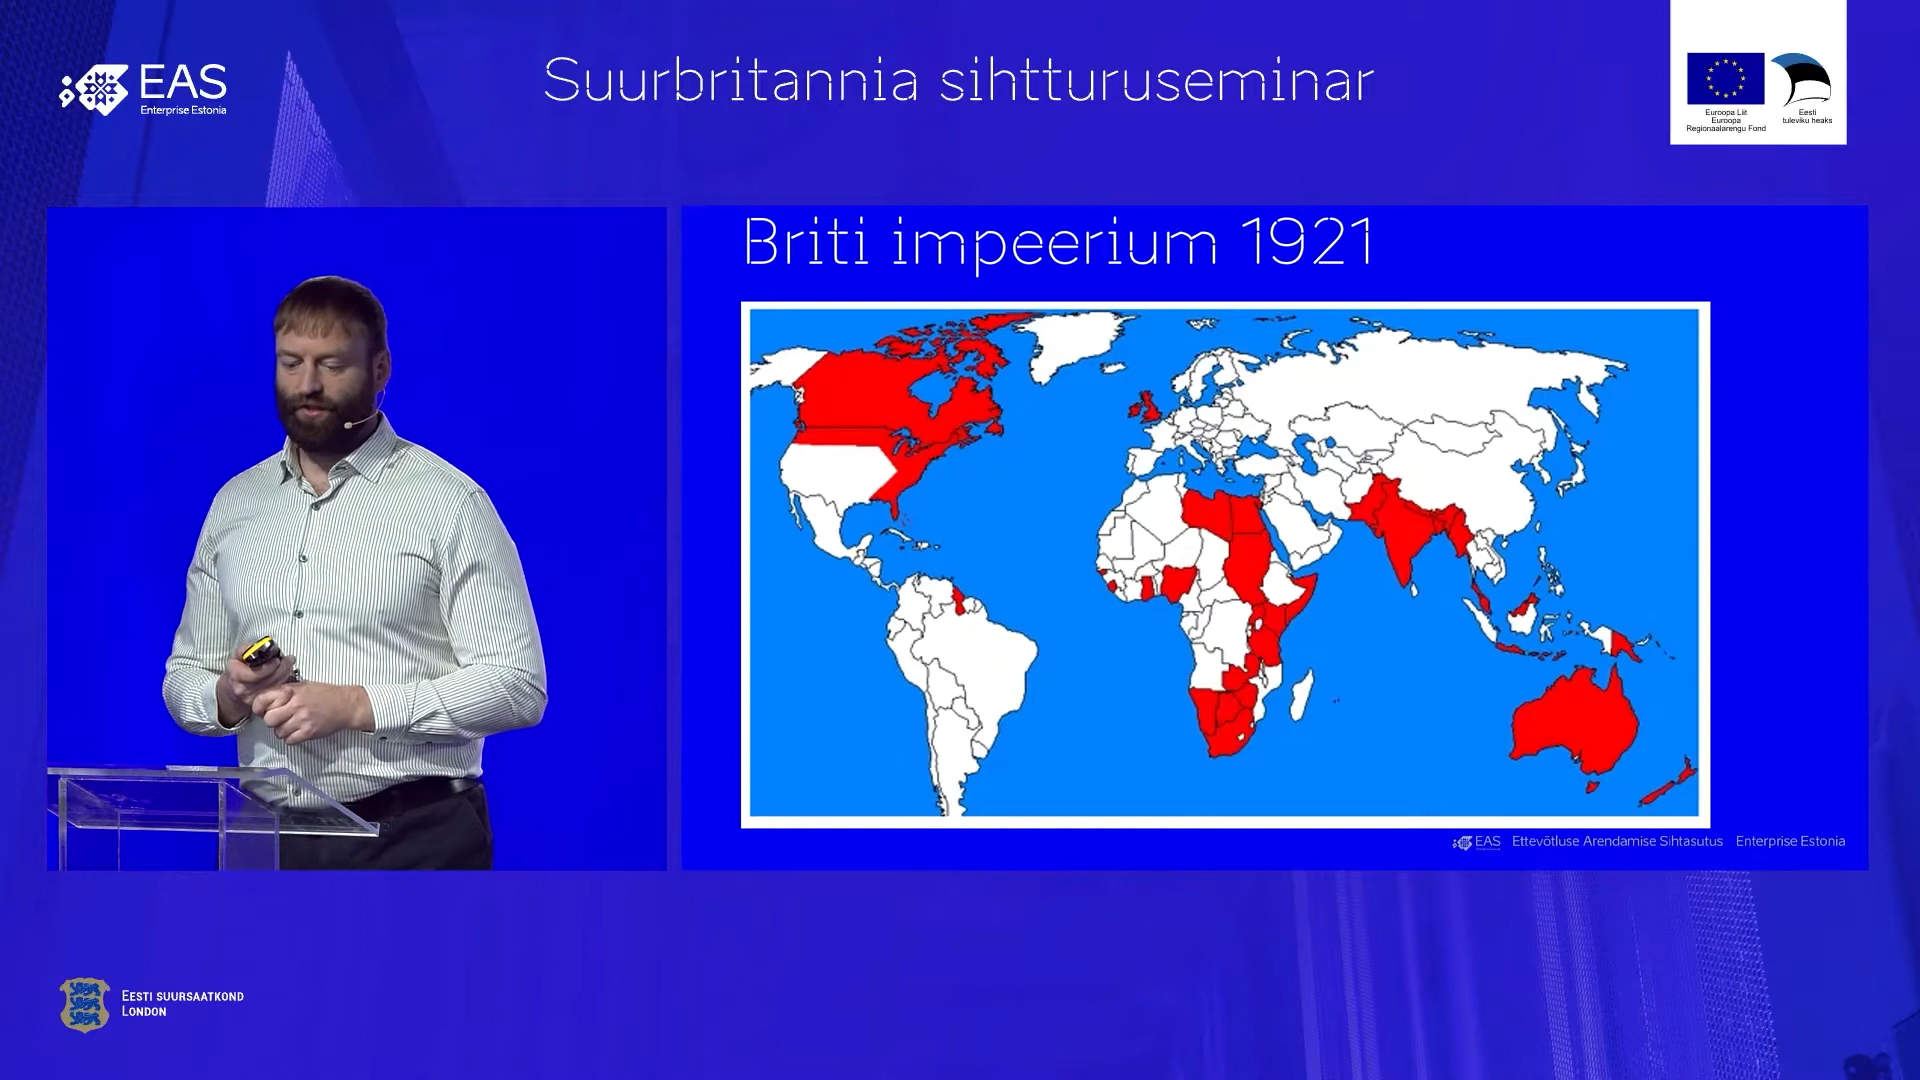 EAS
Enterprise Estonia
Suurbritannia sihtturuseminar
Euroopa Liit
Euroopa
Regionaalarengu Fond
Eesti
tuleviku heaks
Briti impeerium 1921
EAS Ettevõtluse Arendamise Sihtasutus Enterprise Estonia
EESTI SUURSAATKOND
LONDON